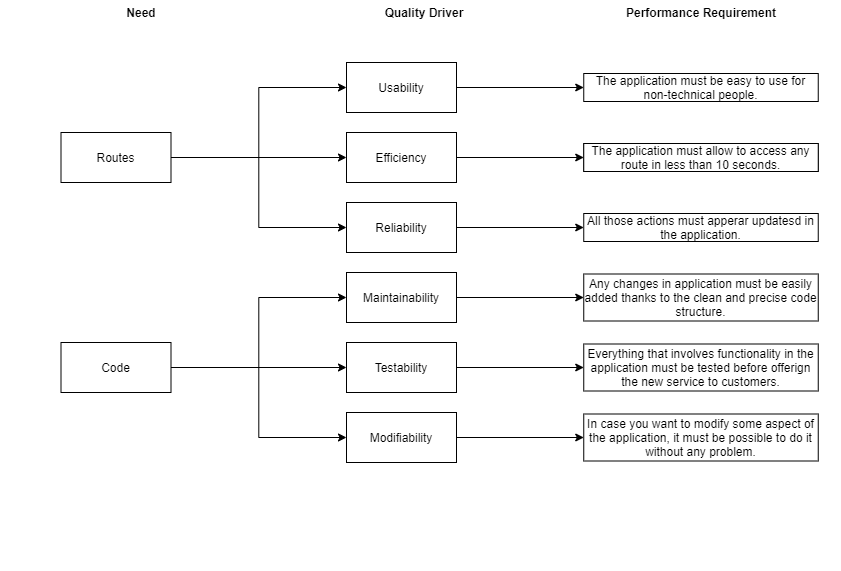 Need
Quality Driver
Performance Requirement
Usability
The application must be easy to use for
non-technical people.
Routes
Efficiency
The application must allow to access any
route in less than 10 seconds.
Reliability
All those actions must apperar updatesd in
the application.
Maintainability
Any changes in application must be easily
added thanks to the clean and precise code
structure.
Code
Testability
Everything that involves functionality in the
application must be tested before offerign
the new service to customers.
Modifiability
In case you want to modify some aspect of
the application, it must be possible to do it
without any problem.